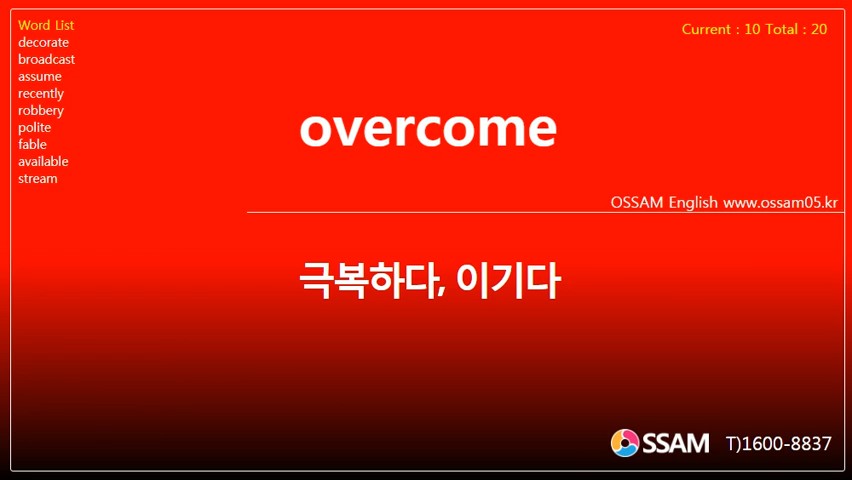 Word List
decorate
broadcast
assume
recently
robbery
polite
fable
available
stream
Current : 10 Total : 20
overcome
OSSAM English www.ossam05.kr
극복하다, 이기다
OSSAM T)1600-8837